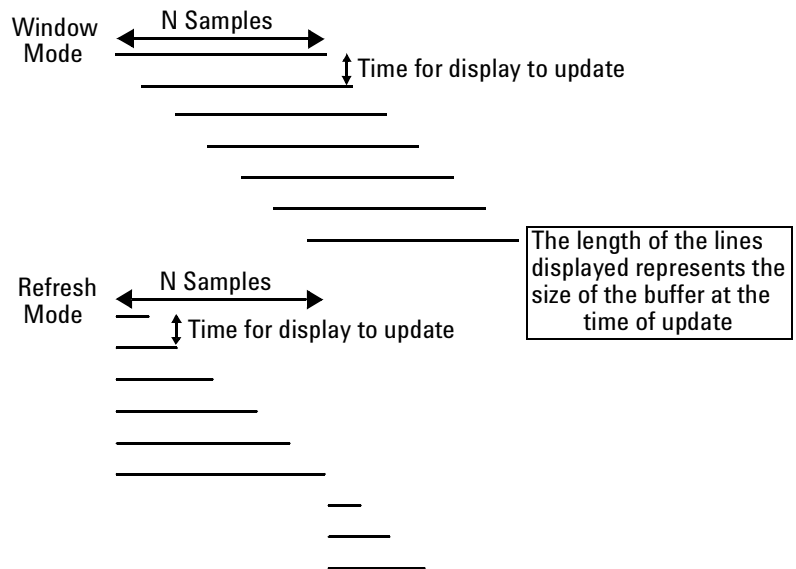 Window
Mode
N Samples
Time for display to update
The length of the lines
displayed represents the
size of the buffer at the
time of update
Refresh
Mode
N Samples
Time for display to update